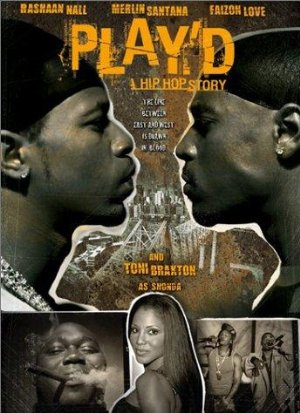 RASHAAN NALL MERLIN SANTANA FAIZON LOVE
PLAY'D
A HIP HOP STORY
THE LINE
BETWEEN
EAST AND WEST
IS DRAWN
IN BLOOD.
AND
TONI BRAXTON
AS SHONDA